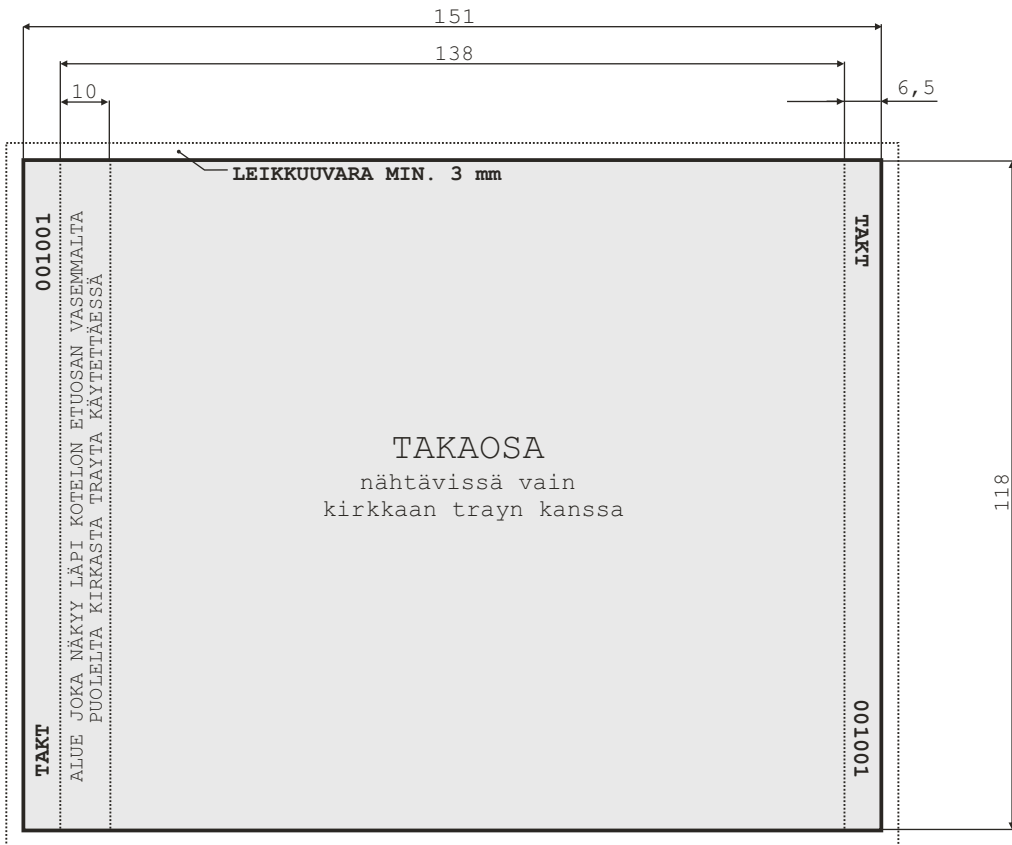 151
138
10
6,5
LEIKKUUVARA MIN. 3 mm
001001
TAKT
ALUE JOKA NÄKYY LÄPI KOTELON ETUOSAN VASEMMALTA
PUOLELTA KIRKASTA TRAYTA KÄYTETTÄESSÄ
TAKAOSA
nähtävissä vain
kirkkaan trayn kanssa
TAKT
001001
118